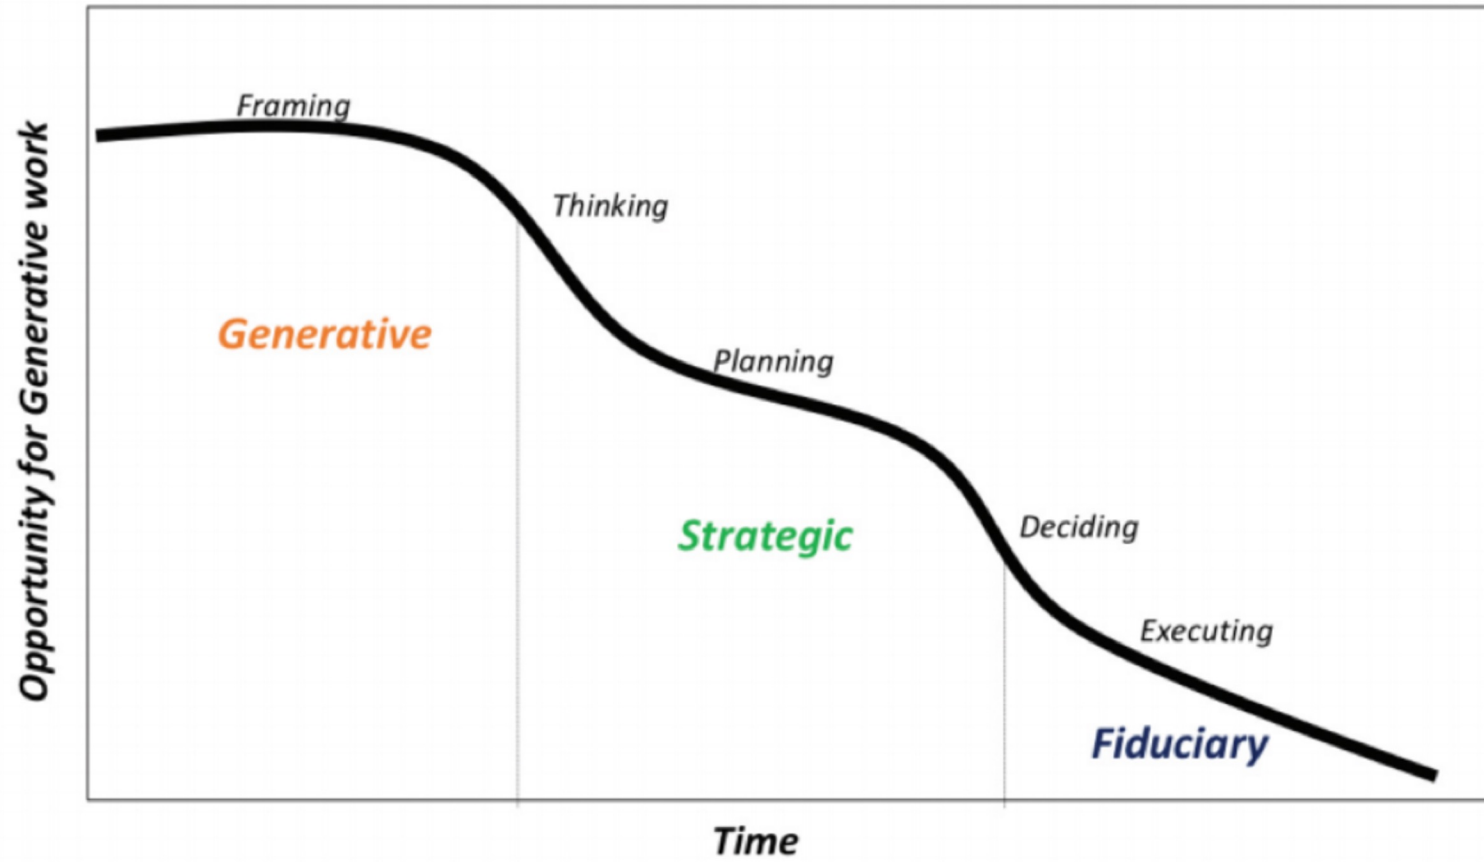 Opportunity for Generative work
Framing
Thinking
Generative
Planning
Strategic
Deciding
Executing
Fiduciary
Time